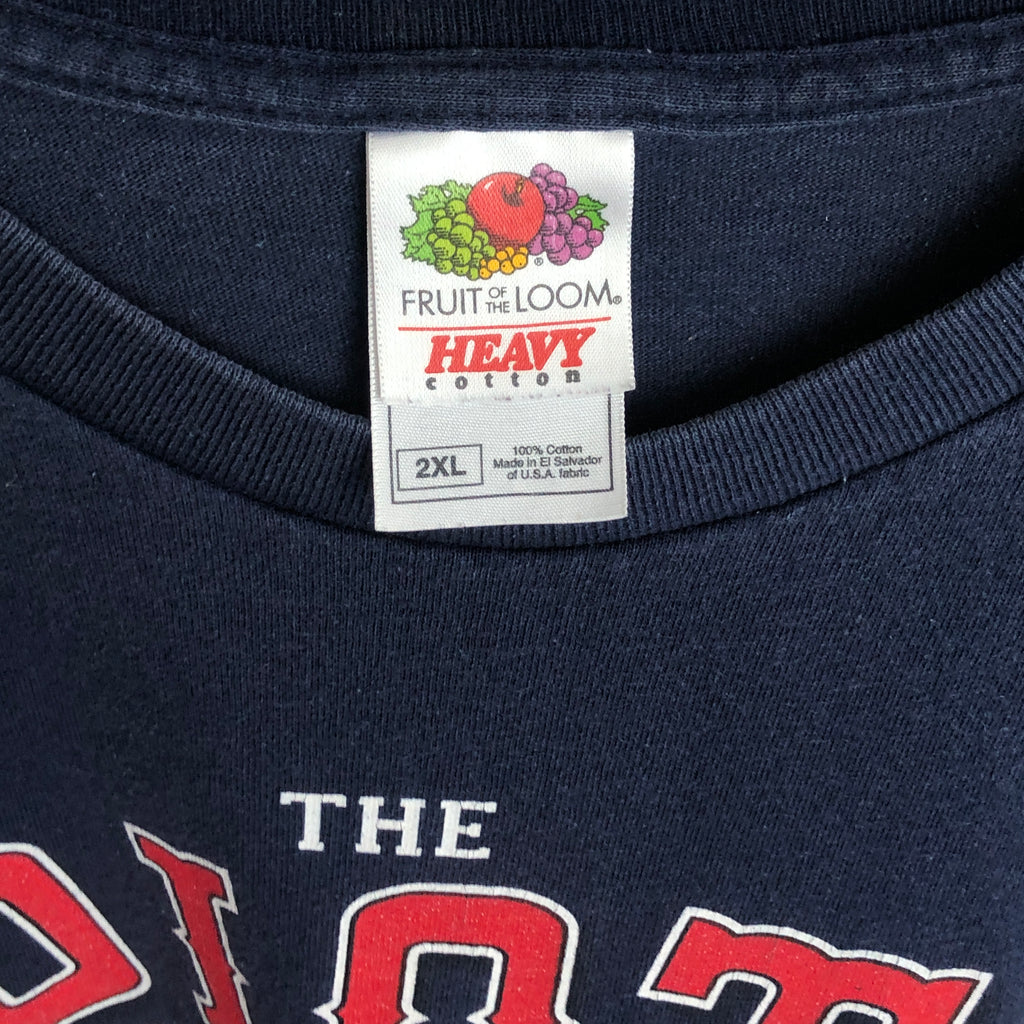 FRUIT OF THE LOOM®
HEAVY
cotton
2XL
100% Cotton
Made in El Salvador
of U.S.A. fabric
THE